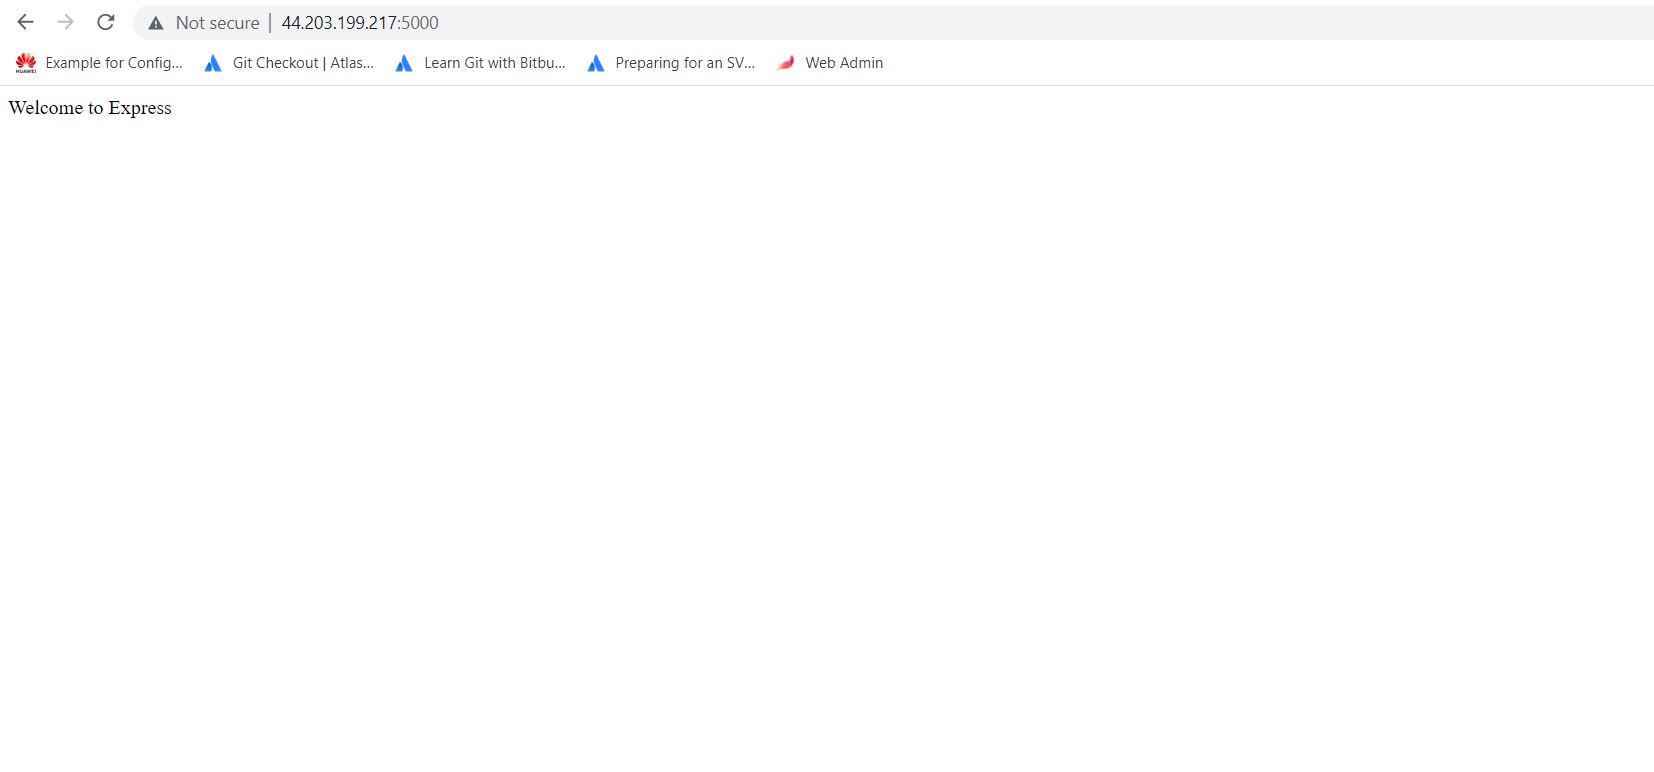 Not secure | 44.203.199.217:5000
HUAWEI Example for Config... Git Checkout | Atlas... Learn Git with Bitbu... Preparing for an SV... Web Admin
Welcome to Express